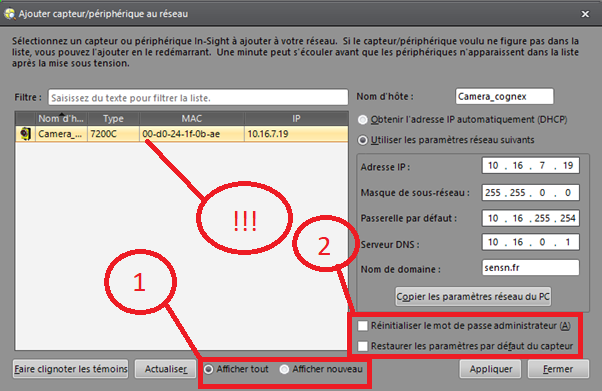 Ajouter capteur/périphérique au réseau
Sélectionnez un capteur ou périphérique In-Sight à ajouter à votre réseau. Si le capteur/périphérique voulu ne figure pas dans la
liste, vous pouvez l'ajouter en le redémarrant. Une minute peut s'écouler avant que les périphériques n'apparaissent dans la liste
après la mise sous tension.
Filtre : Saisissez du texte pour filtrer la liste.
Nom d'h... Type MAC IP
Camera_... 7200C 00-d0-24-1f-0b-ae 10.16.7.19
!!!
1
2
Nom d'hôte : Camera_cognex
Obtenir l'adresse IP automatiquement (DHCP)
Utiliser les paramètres réseau suivants
Adresse IP : 10 . 16 . 7 . 19
Masque de sous-réseau : 255 . 255 . 0 . 0
Passerelle par défaut : 10 . 16 . 255 . 254
Serveur DNS : 10 . 16 . 0 . 1
Nom de domaine : sensn.fr
Copier les paramètres réseau du PC
Réinitialiser le mot de passe administrateur (A)
Restaurer les paramètres par défaut du capteur
Faire clignoter les témoins
Actualiser
Afficher tout
Afficher nouveau
Appliquer
Fermer